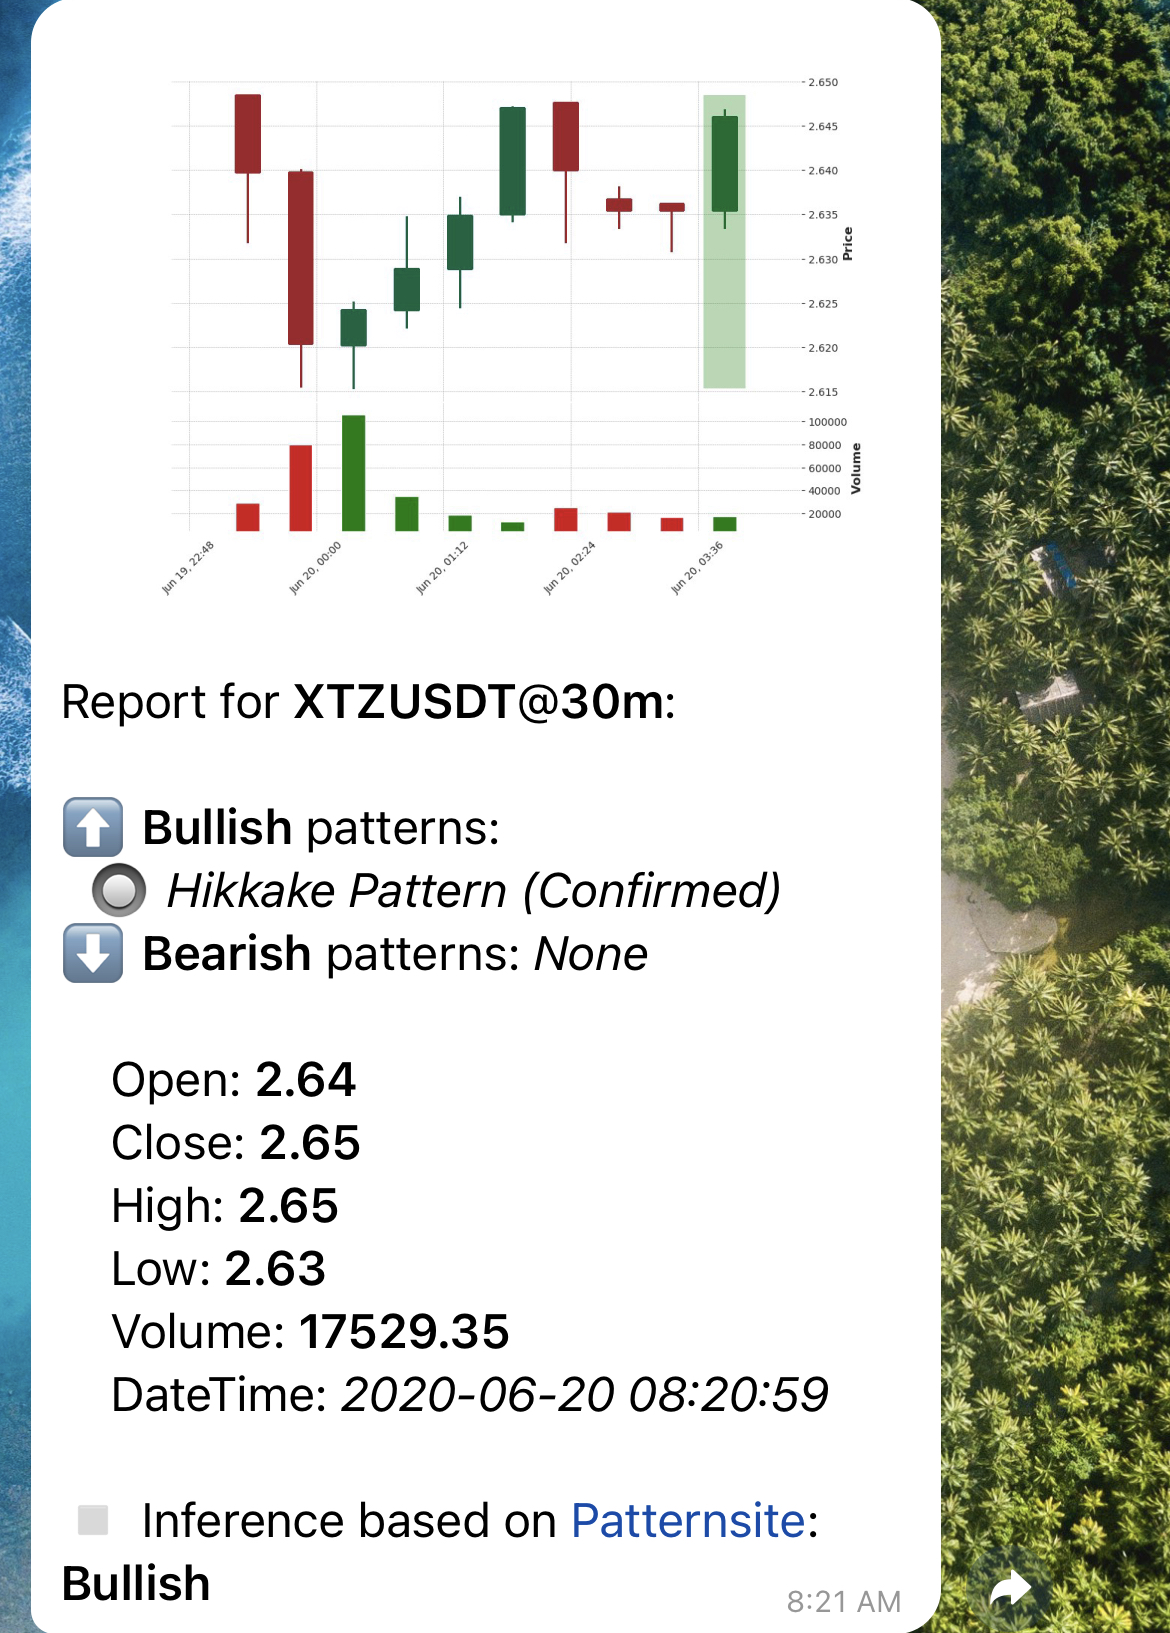 2.650
2.645
2.640
2.635
2.630
2.625
2.620
2.615
Price
100000
80000
60000
40000
20000
Volume
Jun 19, 22:48
Jun 20, 00:00
Jun 20, 01:12
Jun 20, 02:24
Jun 20, 03:36
Report for XTZUSDT@30m:
⬆️ Bullish patterns:
🔘 Hikkake Pattern (Confirmed)
⬇️ Bearish patterns: None
Open: 2.64
Close: 2.65
High: 2.65
Low: 2.63
Volume: 17529.35
DateTime: 2020-06-20 08:20:59
◽ Inference based on Patternsite:
Bullish
8:21 AM